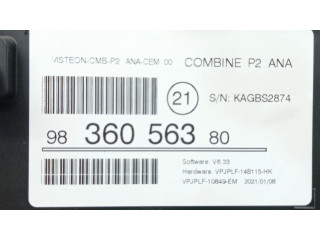 VISTEON-CMB-P2 ANA-CEM 00 COMBINE P2 ANA
21 S/N: KAGBS2874
98 360 563 80
Software: V8.33
Hardware: VPJPLF-14B115-HK
VPJPLF-10849-EM 2021/01/08